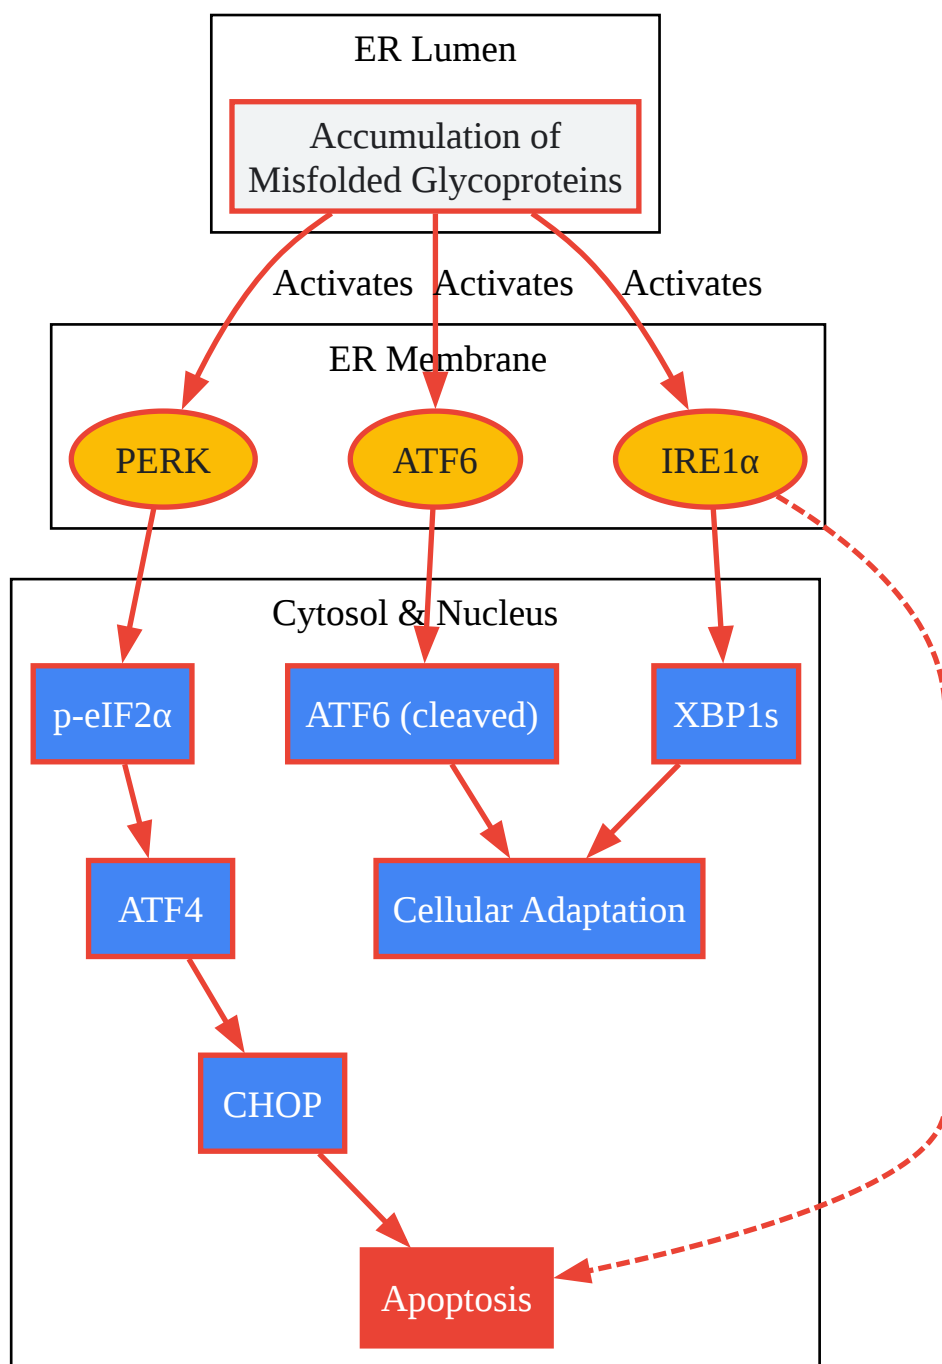 ER Lumen
Accumulation of
Misfolded Glycoproteins
Activates
Activates
Activates
ER Membrane
PERK
ATF6
IRE1α
Cytosol & Nucleus
p-eIF2α
ATF6 (cleaved)
XBP1s
ATF4
Cellular Adaptation
CHOP
Apoptosis